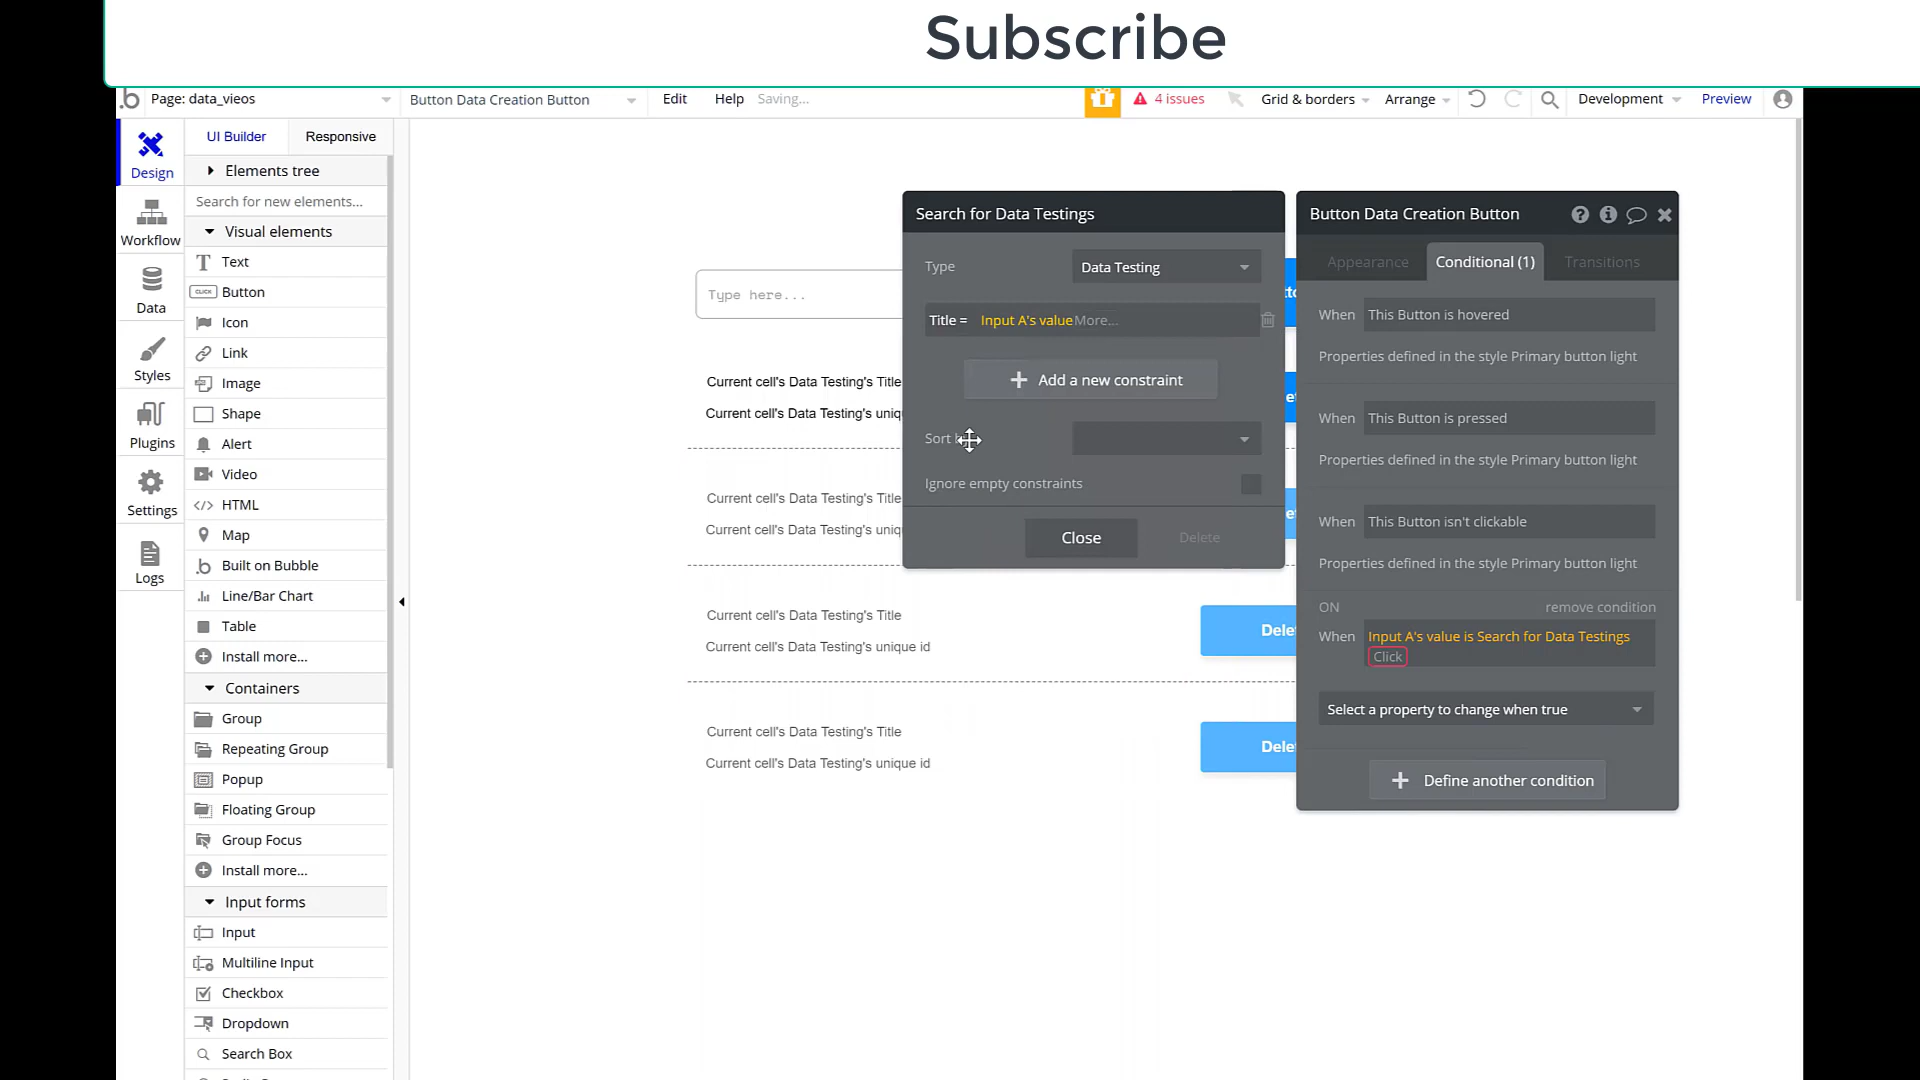 Subscribe
Page: data_vieos
Button Data Creation Button
Edit
Help
Saving...
4 issues
Grid & borders
Arrange
Development
Preview
Design
Workflow
Data
Styles
Plugins
Settings
Logs
UI Builder
Responsive
Elements tree
Search for new elements...
Visual elements
Text
CLICK
Button
Icon
Link
Image
Shape
Alert
Video
HTML
Map
Built on Bubble
Line/Bar Chart
Table
Install more...
Containers
Group
Repeating Group
Popup
Floating Group
Group Focus
Install more...
Input forms
Input
Multiline Input
Checkbox
Dropdown
Search Box
Type here...
Current cell's Data Testing's Title
Current cell's Data Testing's uniq
Current cell's Data Testing's Title
Current cell's Data Testing's uniq
Current cell's Data Testing's Title
Current cell's Data Testing's unique id
Dele
Current cell's Data Testing's Title
Current cell's Data Testing's unique id
Dele
Search for Data Testings
Type
Data Testing
Title = Input A's value More...
+ Add a new constraint
Sort
Ignore empty constraints
Close
Delete
Button Data Creation Button
Appearance
Conditional (1)
Transitions
When This Button is hovered
Properties defined in the style Primary button light
When This Button is pressed
Properties defined in the style Primary button light
When This Button isn't clickable
Properties defined in the style Primary button light
ON
remove condition
When Input A's value is Search for Data Testings
Click
Select a property to change when true
+ Define another condition